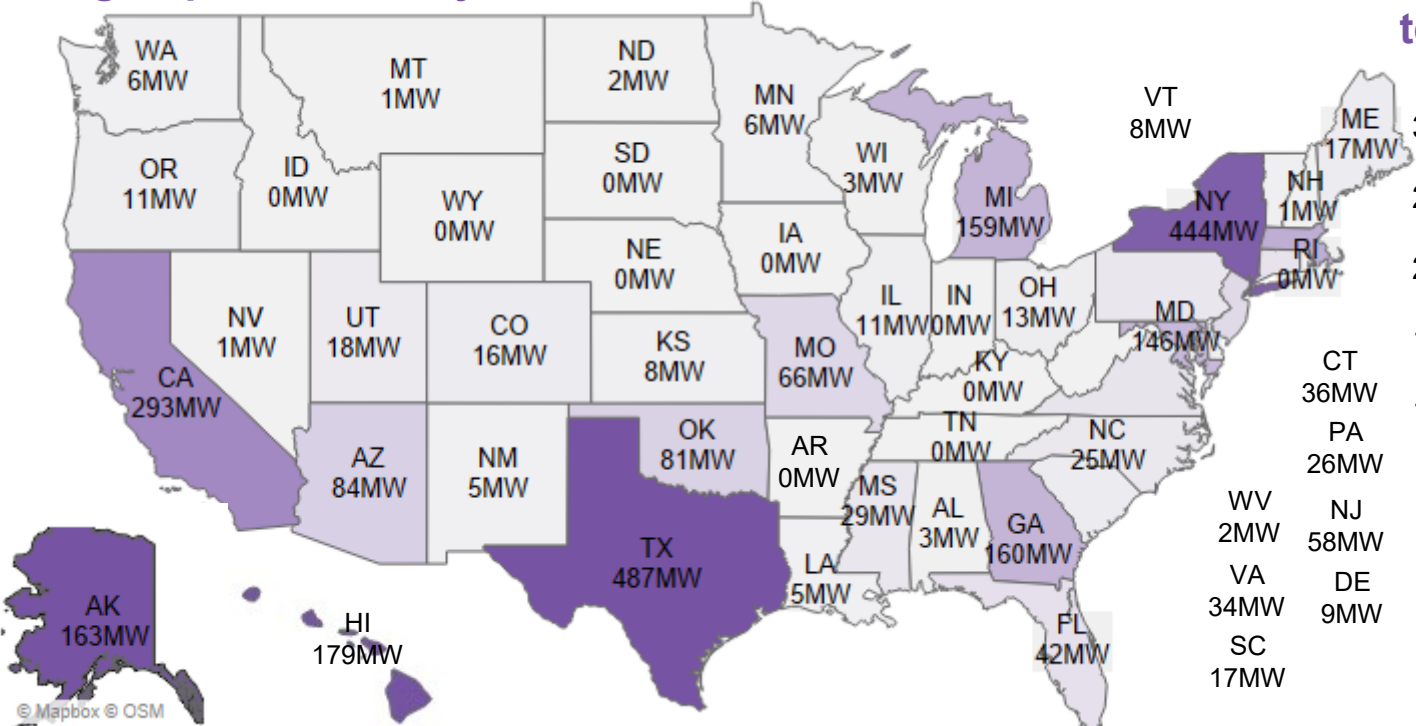 WA
6MW
MT
1MW
ND
2MW
MN
6MW
VT
8MW
ME
17MW
OR
11MW
ID
0MW
SD
0MW
WI
3MW
MI
159MW
NY
444MW
NH
1MW
WY
0MW
NE
0MW
IA
0MW
RI
0MW
NV
1MW
UT
18MW
CO
16MW
KS
8MW
MO
66MW
IL
11MW
IN
0MW
OH
13MW
MD
146MW
CA
293MW
KY
0MW
CT
36MW
AZ
84MW
NM
5MW
OK
81MW
AR
0MW
TN
0MW
NC
25MW
PA
26MW
MS
29MW
AL
3MW
GA
160MW
WV
2MW
NJ
58MW
TX
487MW
LA
5MW
VA
34MW
DE
9MW
AK
163MW
HI
179MW
FL
42MW
SC
17MW
© Mapbox © OSM